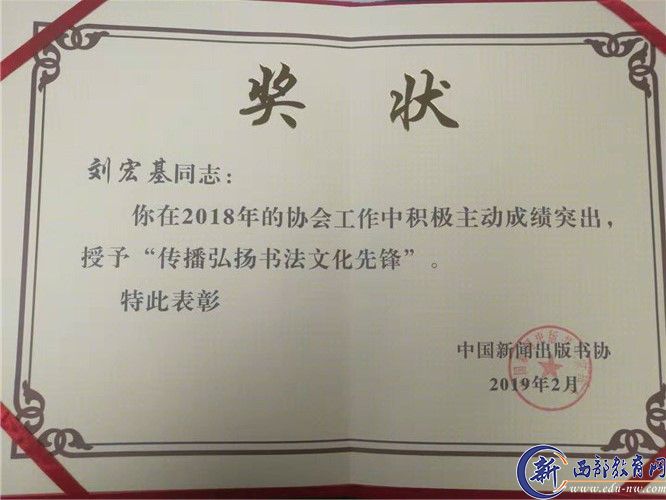 奖状
刘宏基同志：
你在2018年的协会工作中积极主动成绩突出，
授予“传播弘扬书法文化先锋”。
特此表彰
中国新闻出版书协
2019年2月
新 西部教育网
www.edn-nw.com